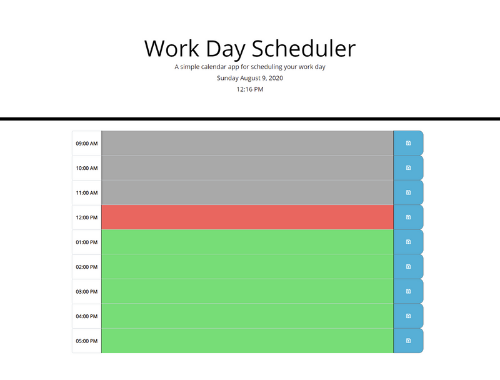 Work Day Scheduler
A simple calendar app for scheduling your work day
Sunday August 9, 2020
12:16 PM
09:00 AM
10:00 AM
11:00 AM
12:00 PM
01:00 PM
02:00 PM
03:00 PM
04:00 PM
05:00 PM